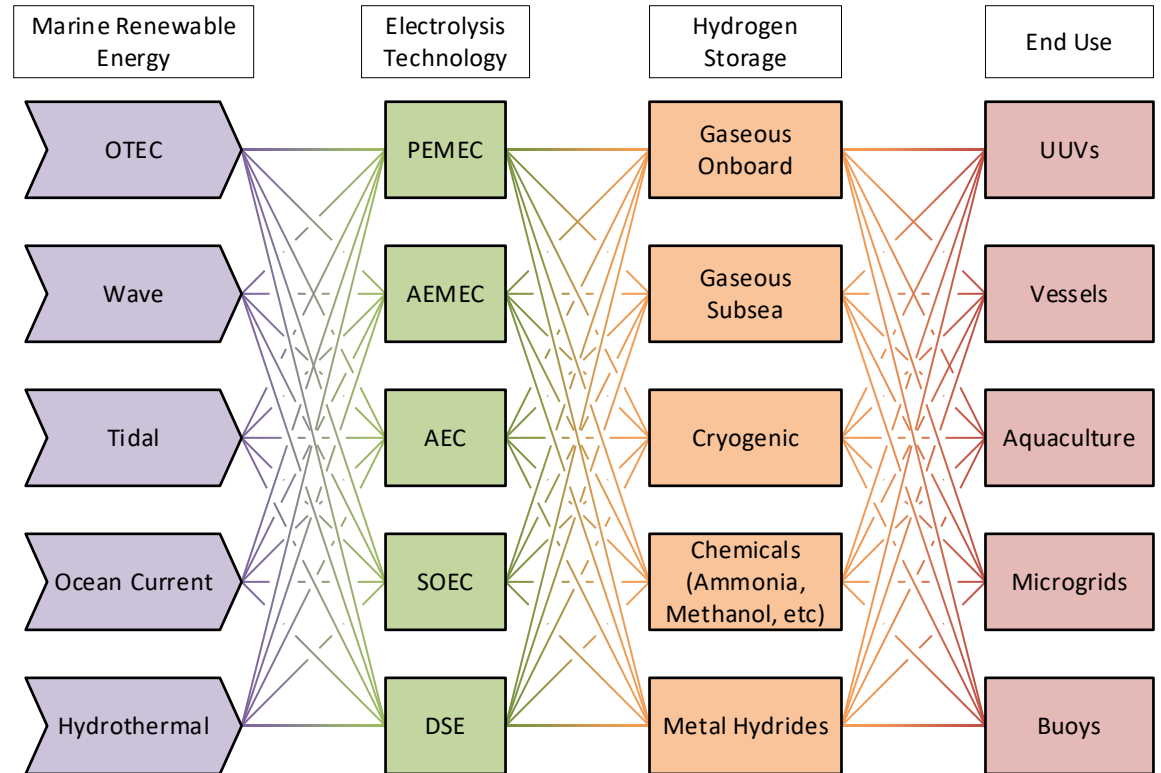 Marine Renewable
Energy
Electrolysis
Technology
Hydrogen
Storage
End Use
OTEC
PEMEC
Gaseous
Onboard
UUVs
Wave
AEMEC
Gaseous
Subsea
Vessels
Tidal
AEC
Cryogenic
Aquaculture
Ocean Current
SOEC
Chemicals
(Ammonia,
Methanol, etc)
Microgrids
Hydrothermal
DSE
Metal Hydrides
Buoys